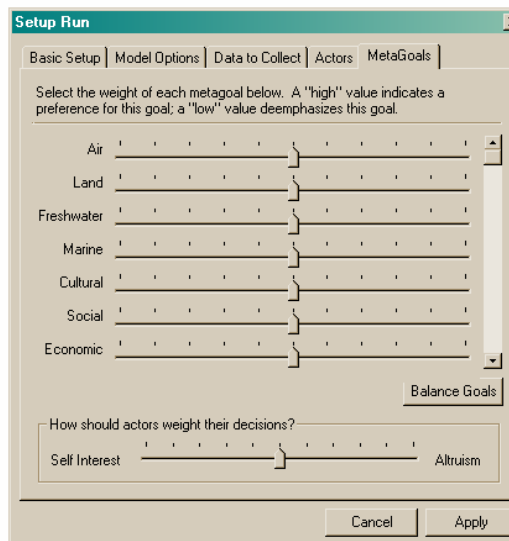 Setup Run
Basic Setup Model Options Data to Collect Actors MetaGoals
Select the weight of each metagoal below. A "high" value indicates a
preference for this goal; a "low" value deemphasizes this goal.
Air
Land
Freshwater
Marine
Cultural
Social
Economic
Balance Goals
How should actors weight their decisions?
Self Interest Altruism
Cancel Apply